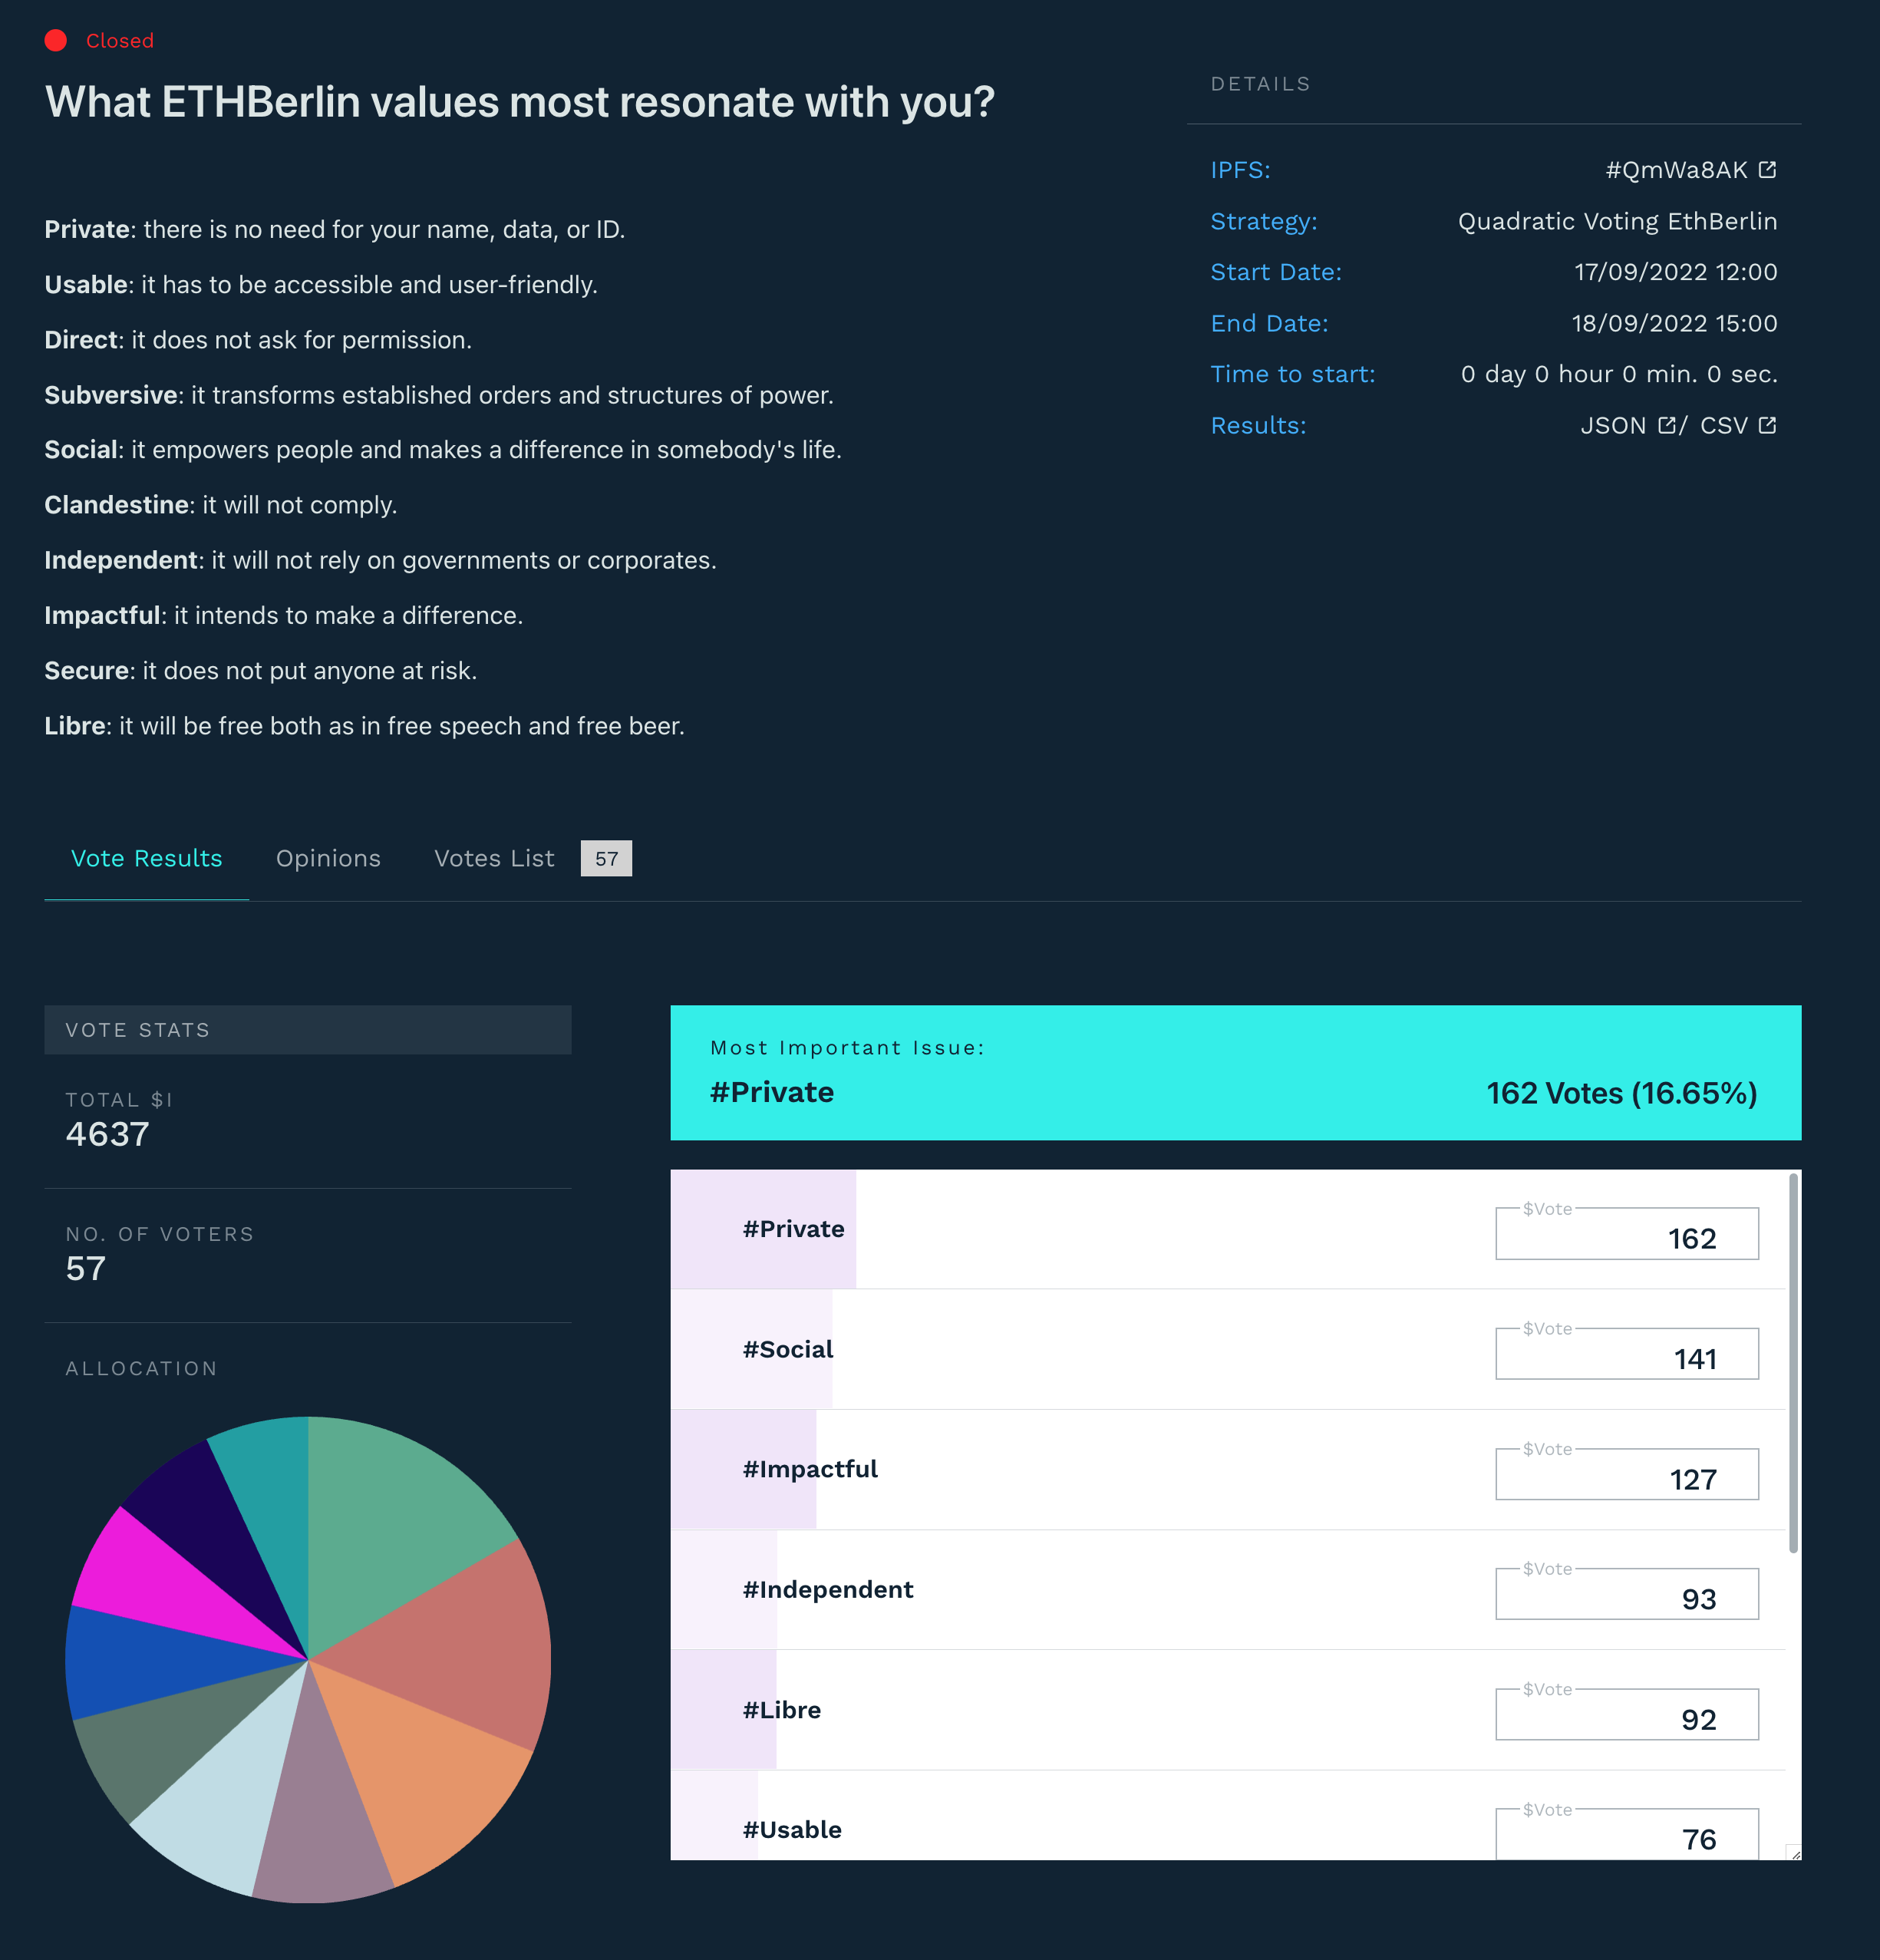 Closed
What ETHBerlin values most resonate with you?
Private: there is no need for your name, data, or ID.
Usable: it has to be accessible and user-friendly.
Direct: it does not ask for permission.
Subversive: it transforms established orders and structures of power.
Social: it empowers people and makes a difference in somebody's life.
Clandestine: it will not comply.
Independent: it will not rely on governments or corporates.
Impactful: it intends to make a difference.
Secure: it does not put anyone at risk.
Libre: it will be free both as in free speech and free beer.
DETAILS
IPFS: #QmWa8AK
Strategy: Quadratic Voting EthBerlin
Start Date: 17/09/2022 12:00
End Date: 18/09/2022 15:00
Time to start: 0 day 0 hour 0 min. 0 sec.
Results: JSON / CSV
Vote Results Opinions Votes List 57
VOTE STATS
TOTAL $I
4637
NO. OF VOTERS
57
ALLOCATION
Most Important Issue:
#Private 162 Votes (16.65%)
#Private $Vote 162
#Social $Vote 141
#Impactful $Vote 127
#Independent $Vote 93
#Libre $Vote 92
#Usable $Vote 76